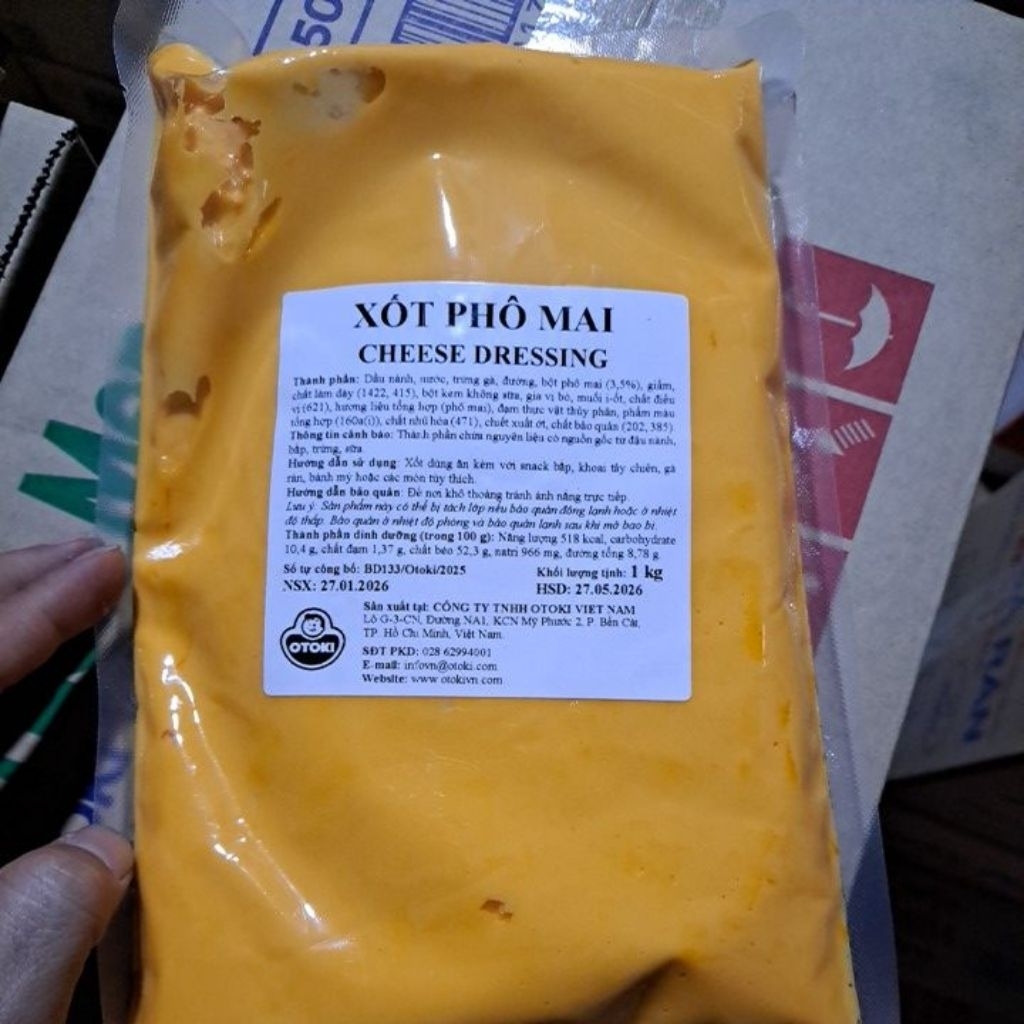 50
XỐT PHÔ MAI
CHEESE DRESSING
Thành phần: Dầu nành, nước, trứng gà, đường, bột phô mai (3,5%), giấm,
chất làm dày (1422, 415), bột kem không sữa, gia vị bò, muối i-ốt, chất điều
vị (621), hương liệu tổng hợp (phô mai), đạm thực vật thủy phân, phẩm màu
tổng hợp (160a(i)), chất nhũ hóa (471), chiết xuất ớt, chất bảo quản (202, 385).
Thông tin cảnh báo: Thành phần chứa nguyên liệu có nguồn gốc từ đậu nành,
bắp, trứng, sữa
Hướng dẫn sử dụng: Xốt dùng ăn kèm với snack bắp, khoai tây chiên, gà
rán, bánh mỳ hoặc các món tùy thích.
Hướng dẫn bảo quản: Để nơi khô thoáng tránh ánh nắng trực tiếp.
Lưu ý: Sản phẩm này có thể bị tách lớp nếu bảo quản đông lạnh hoặc ở nhiệt
độ thấp. Bảo quản ở nhiệt độ phòng và bảo quản lạnh sau khi mở bao bì.
Thành phần dinh dưỡng (trong 100 g): Năng lượng 518 kcal, carbohydrate
10,4 g, chất đạm 1,37 g, chất béo 52,3 g, natri 966 mg, đường tổng 8,78 g.
Số tự công bố: BD133/Otoki/2025 Khối lượng tịnh: 1 kg
NSX: 27.01.2026 HSD: 27.05.2026
OTOKI
Sản xuất tại: CÔNG TY TNHH OTOKI VIỆT NAM
Lô G-3-CN, Đường NA1, KCN Mỹ Phước 2, P. Bến Cát,
TP. Hồ Chí Minh, Việt Nam.
SĐT PKD: 028 62994001
E-mail: infovn@otoki.com
Website: www.otokivn.com